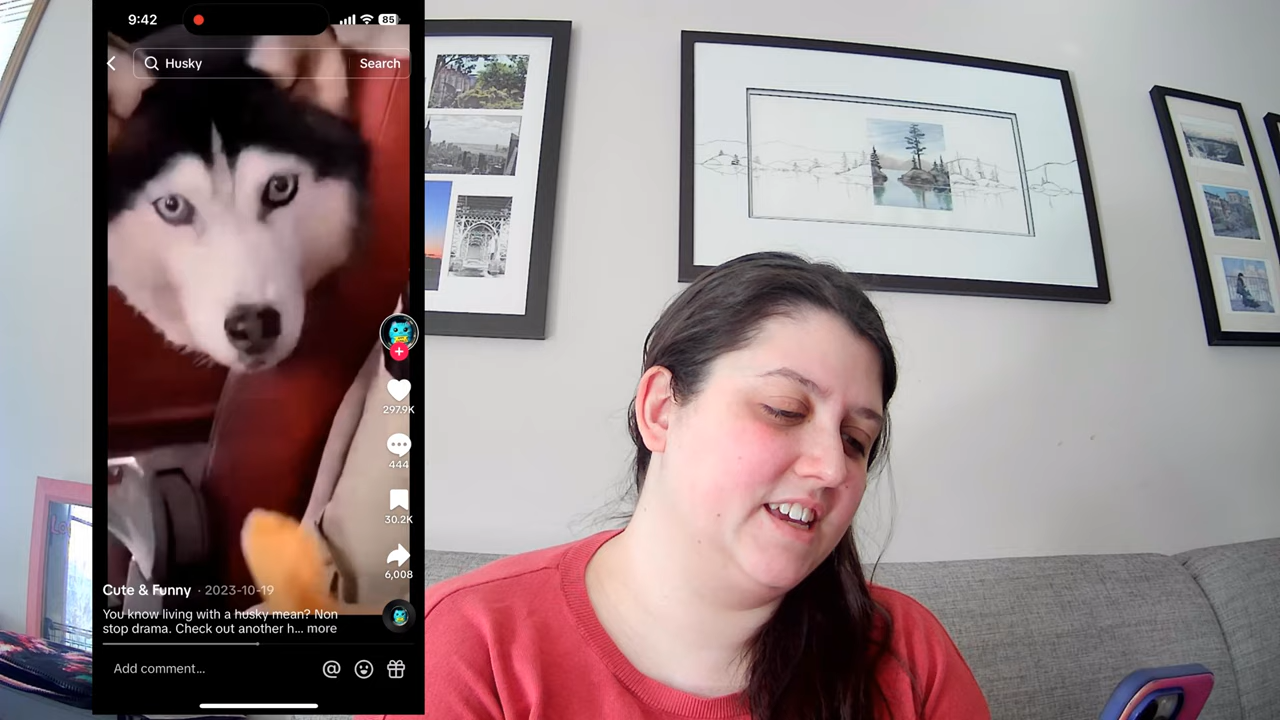 9:42
85
Husky
Search
297.9K
444
30.2K
6,008
Cute & Funny · 2023-10-19
You know living with a husky mean? Non
stop drama. Check out another h... more
Add comment...